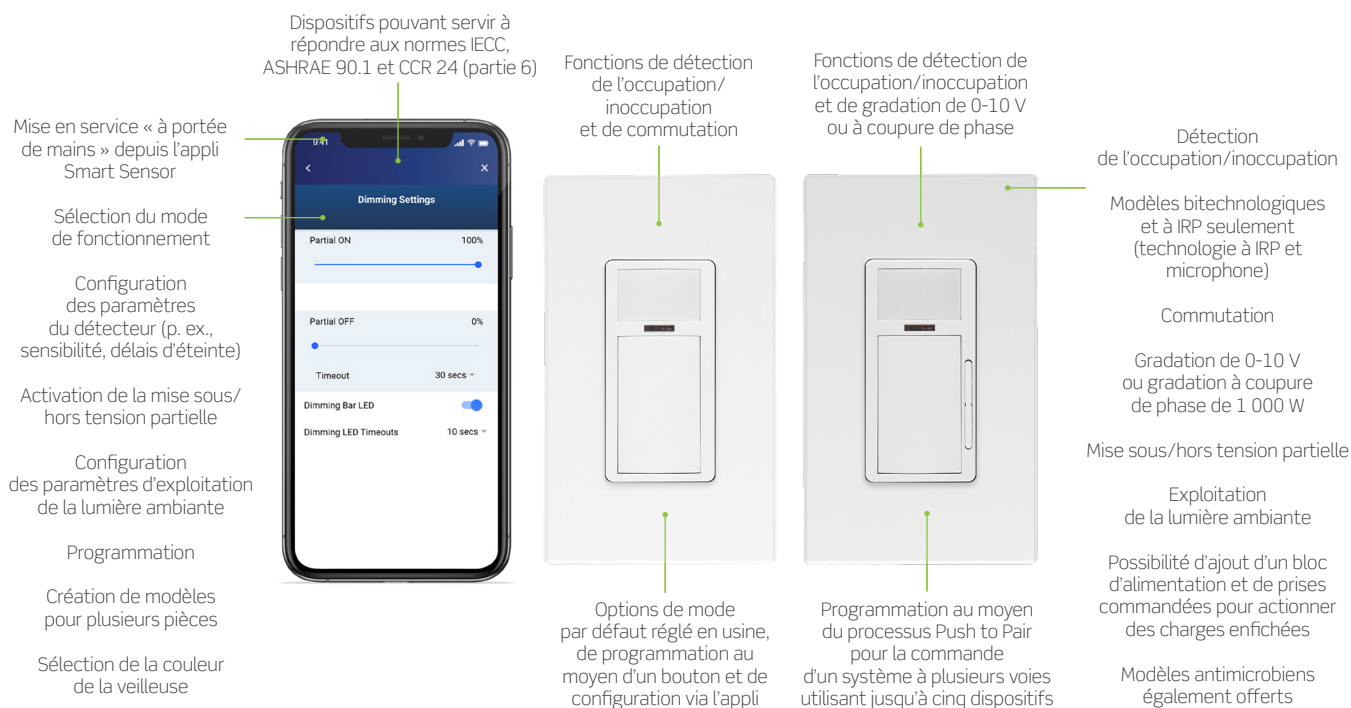 Dispositifs pouvant servir à
répondre aux normes IECC,
ASHRAE 90.1 et CCR 24 (partie 6)
Mise en service « à portée
de mains » depuis l'appli
Smart Sensor
Sélection du mode
de fonctionnement
Configuration
des paramètres
du détecteur (p. ex.,
sensibilité, délais d'éteinte)
Activation de la mise sous/
hors tension partielle
Configuration
des paramètres d'exploitation
de la lumière ambiante
Programmation
Création de modèles
pour plusieurs pièces
Sélection de la couleur
de la veilleuse
9:41
Dimming Settings
Partial ON 100%
Partial OFF 0%
Timeout 30 secs
Dimming Bar LED
Dimming LED Timeouts 10 secs
Fonctions de détection
de l'occupation/
inoccupation
et de commutation
Options de mode
par défaut réglé en usine,
de programmation au
moyen d'un bouton et de
configuration via l'appli
Fonctions de détection de
l'occupation/inoccupation
et de gradation de 0-10 V
ou à coupure de phase
Programmation au moyen
du processus Push to Pair
pour la commande
d'un système à plusieurs voies
utilisant jusqu'à cinq dispositifs
Détection
de l'occupation/inoccupation
Modèles bitechnologiques
et à IRP seulement
(technologie à IRP et
microphone)
Commutation
Gradation de 0-10 V
ou gradation à coupure
de phase de 1 000 W
Mise sous/hors tension partielle
Exploitation
de la lumière ambiante
Possibilité d'ajout d'un bloc
d'alimentation et de prises
commandées pour actionner
des charges enfichées
Modèles antimicrobiens
également offerts